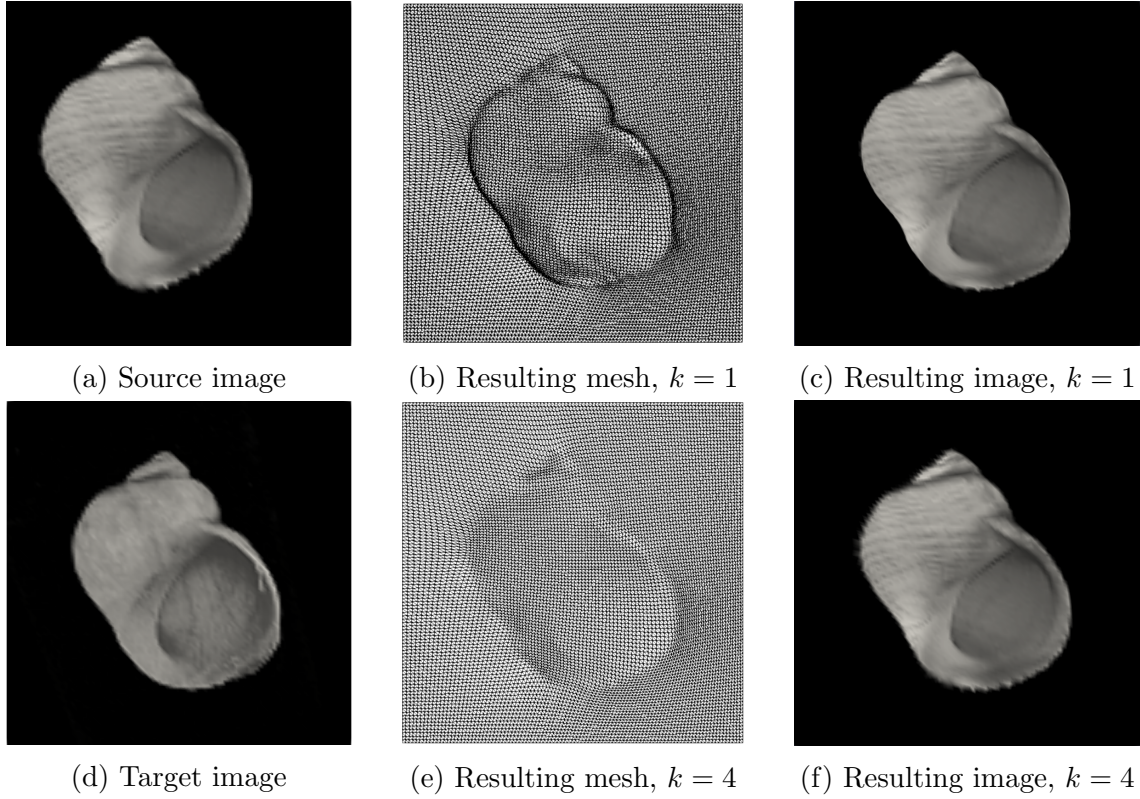 (a) Source image
(b) Resulting mesh, k = 1
(c) Resulting image, k = 1
(d) Target image
(e) Resulting mesh, k = 4
(f) Resulting image, k = 4